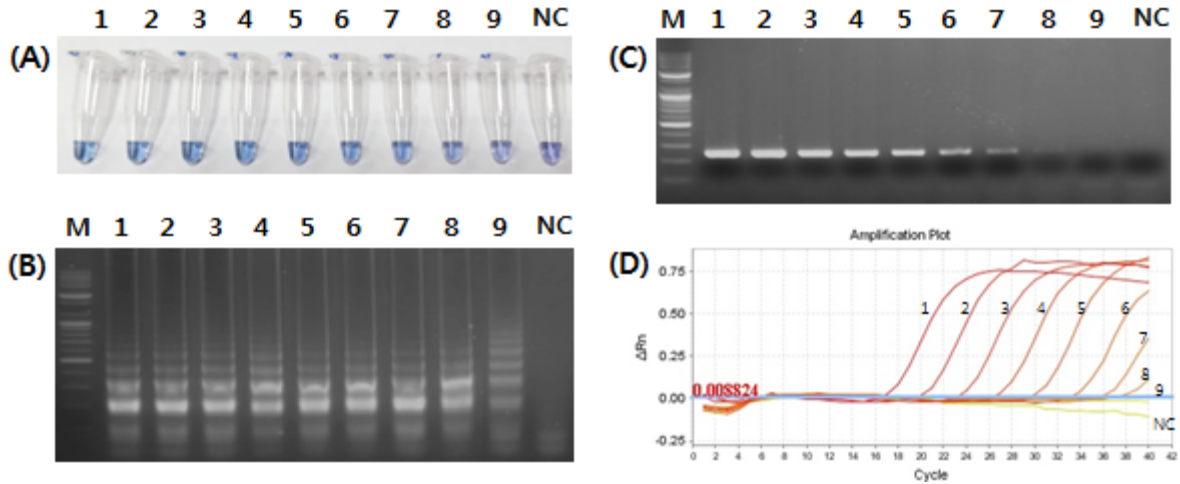 1 2 3 4 5 6 7 8 9 NC
(A)
M 1 2 3 4 5 6 7 8 9 NC
(B)
M 1 2 3 4 5 6 7 8 9 NC
(C)
Amplification Plot
(D)
ΔRn
0.75
0.50
0.25
0.00
-0.25
0.008824
1 2 3 4 5 6
7
8
9
NC
0 2 4 6 8 10 12 14 16 18 20 22 24 26 28 30 32 34 36 38 40 42
Cycle